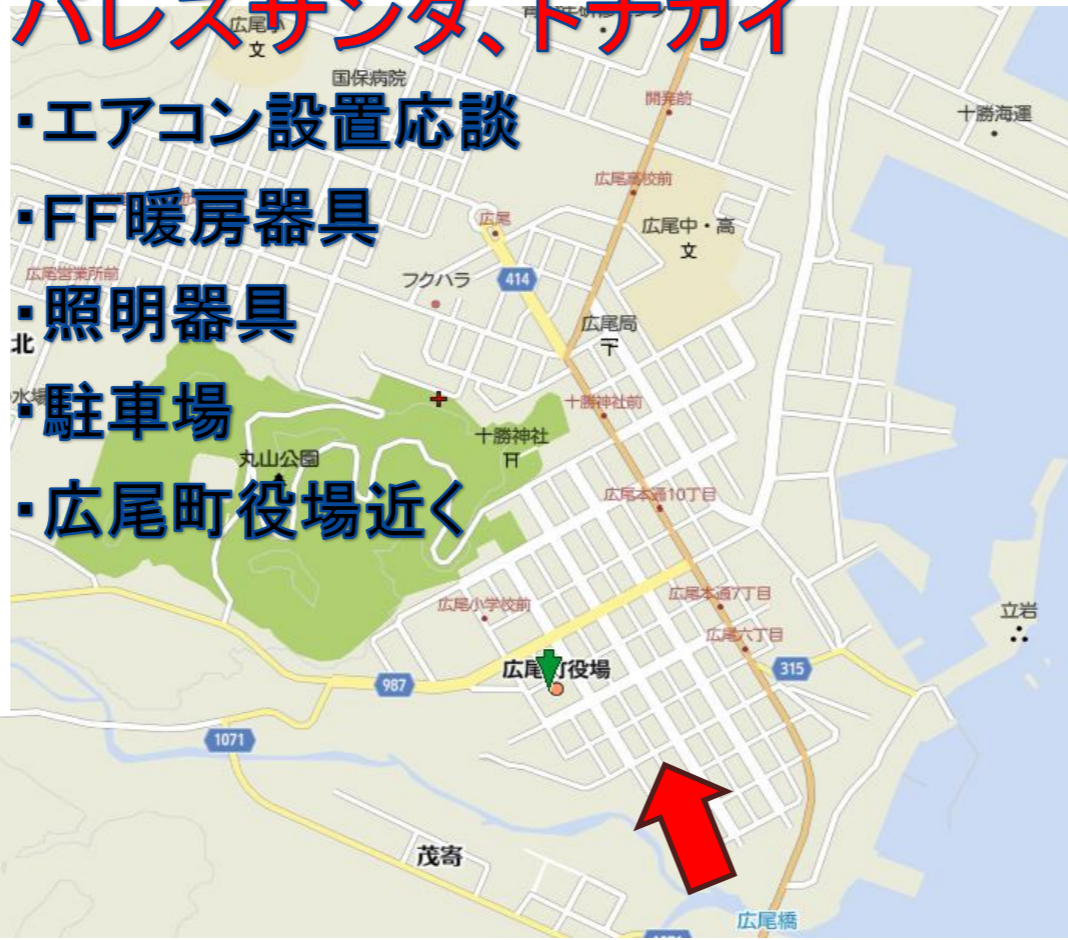 パレスサンタ、トナカイ
広尾小
文
国保病院
・エアコン設置応談
開発前
十勝海運
・FF暖房器具
広尾高校前
広尾
広尾中・高
文
広尾営業所前
フクハラ
414
・照明器具
広尾局
〒
北
水場
・駐車場
十勝神社前
十勝神社
丸山公園
・広尾町役場近く
広尾本通10丁目
広尾小学校前
広尾本通7丁目
立岩
広尾六丁目
広尾町役場
315
987
1071
茂寄
広尾橋